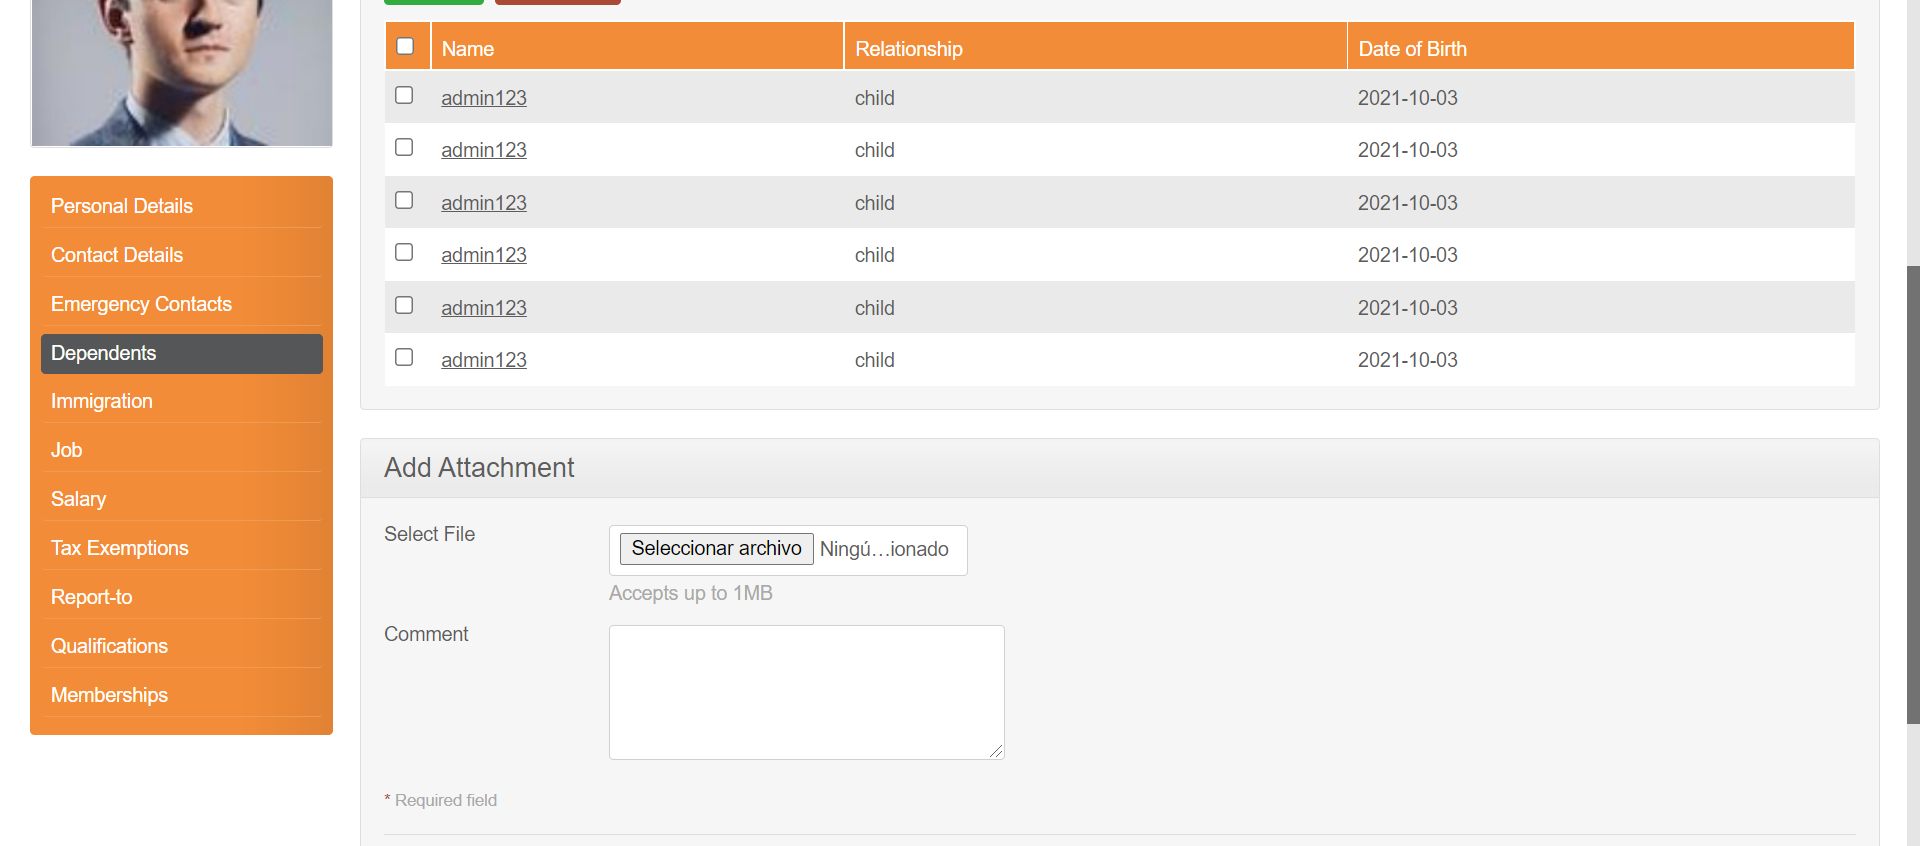 Name Relationship Date of Birth
admin123 child 2021-10-03
admin123 child 2021-10-03
admin123 child 2021-10-03
admin123 child 2021-10-03
admin123 child 2021-10-03
admin123 child 2021-10-03
Personal Details
Contact Details
Emergency Contacts
Dependents
Immigration
Job
Salary
Tax Exemptions
Report-to
Qualifications
Memberships
Add Attachment
Select File
Seleccionar archivo Ningú...ionado
Accepts up to 1MB
Comment
* Required field